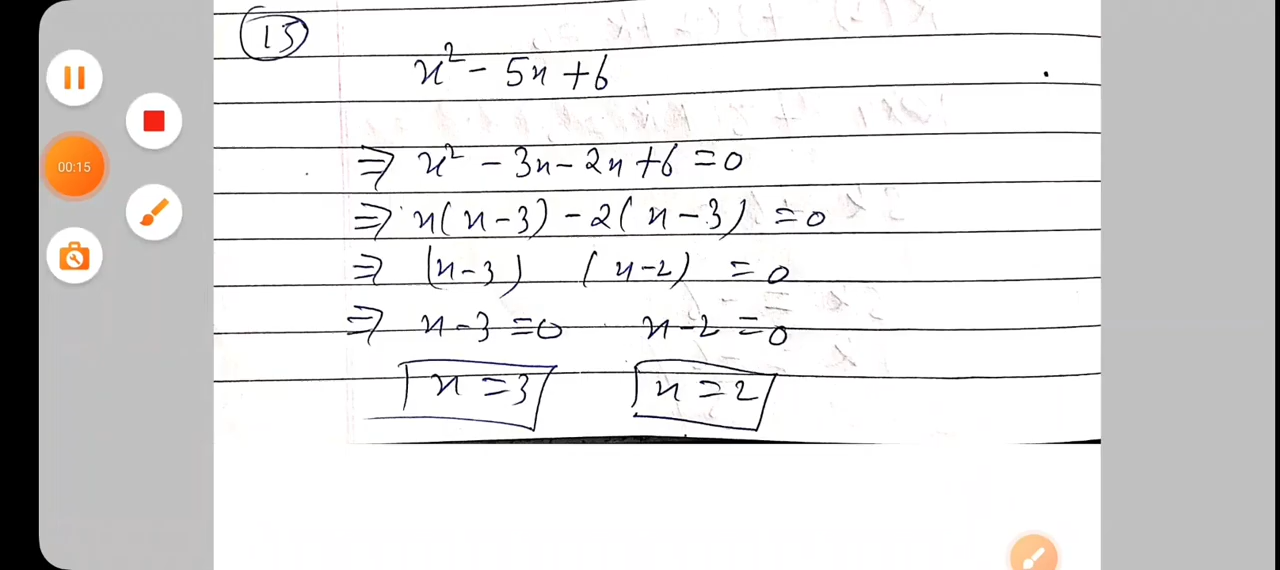 15
x² - 5x + 6
⇒ x² - 3x - 2x + 6 = 0
⇒ x(x-3) - 2(x-3) = 0
⇒ (x-3) (x-2) = 0
⇒ x-3=0 x-2=0
x=3 x=2
00:15